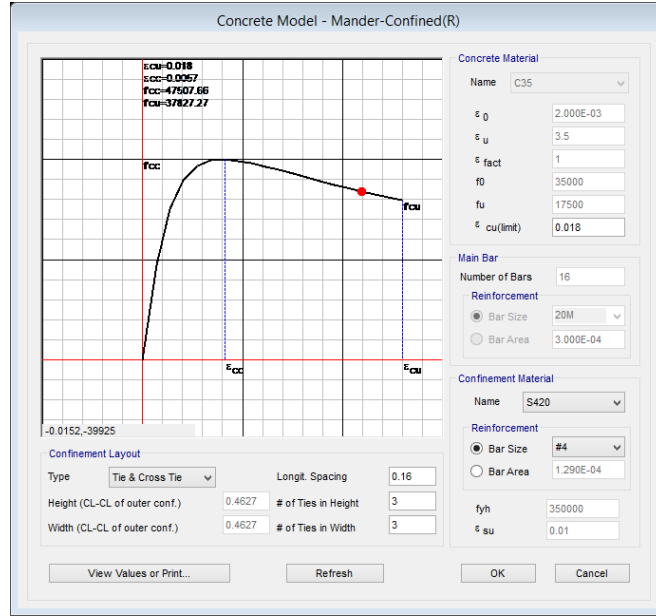 Concrete Model - Mander-Confined(R)
εcu=0.018
εcc=0.0057
fcc=47507.66
fcu=37827.27
fcc
fcu
εcc
εcu
-0.0152,-39925
Concrete Material
Name C35
ε 0 2.000E-03
ε u 3.5
ε fact 1
f0 35000
fu 17500
ε cu(limit) 0.018
Main Bar
Number of Bars 16
Reinforcement
Bar Size 20M
Bar Area 3.000E-04
Confinement Material
Name S420
Reinforcement
Bar Size #4
Bar Area 1.290E-04
fyh 350000
ε su 0.01
Confinement Layout
Type Tie & Cross Tie Longit. Spacing 0.16
Height (CL-CL of outer conf.) 0.4627 # of Ties in Height 3
Width (CL-CL of outer conf.) 0.4627 # of Ties in Width 3
View Values or Print... Refresh OK Cancel